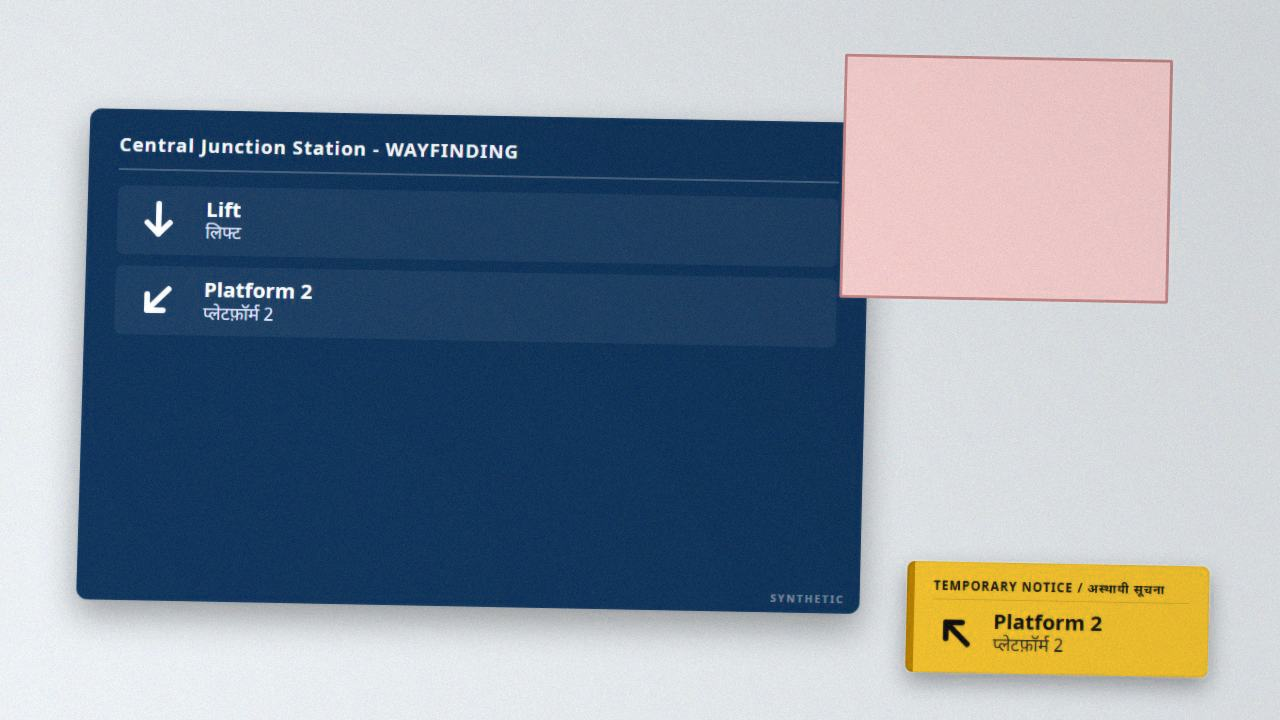 Central Junction Station - WAYFINDING
Lift
लिफ्ट
Platform 2
प्लेटफ़ॉर्म 2
SYNTHETIC
TEMPORARY NOTICE / अस्थायी सूचना
Platform 2
प्लेटफ़ॉर्म 2